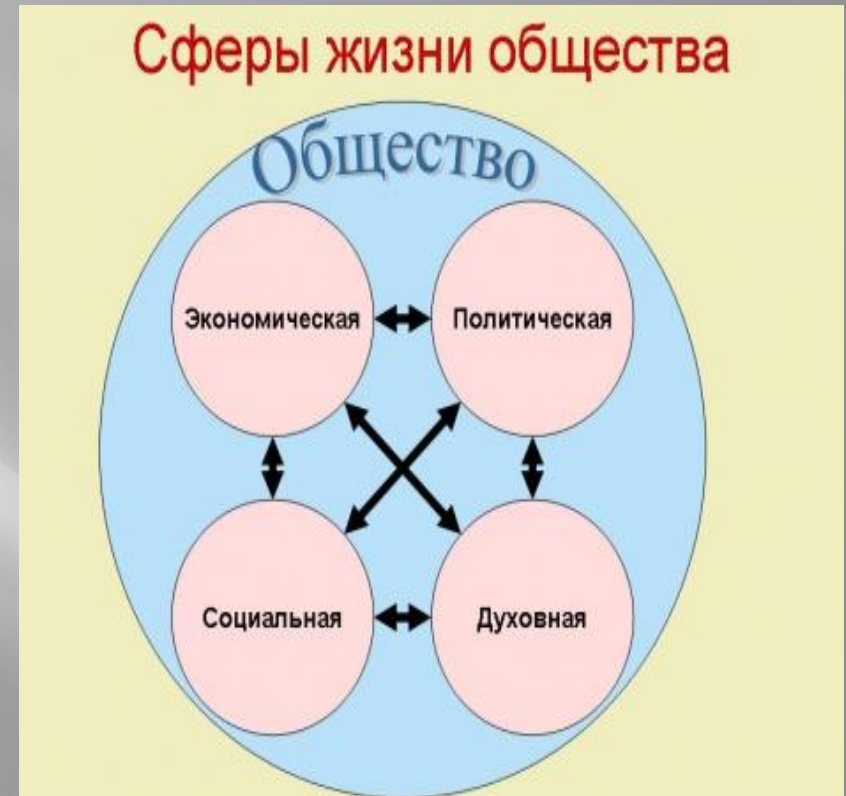 Сферы жизни общества
Общество
Экономическая
Политическая
Социальная
Духовная